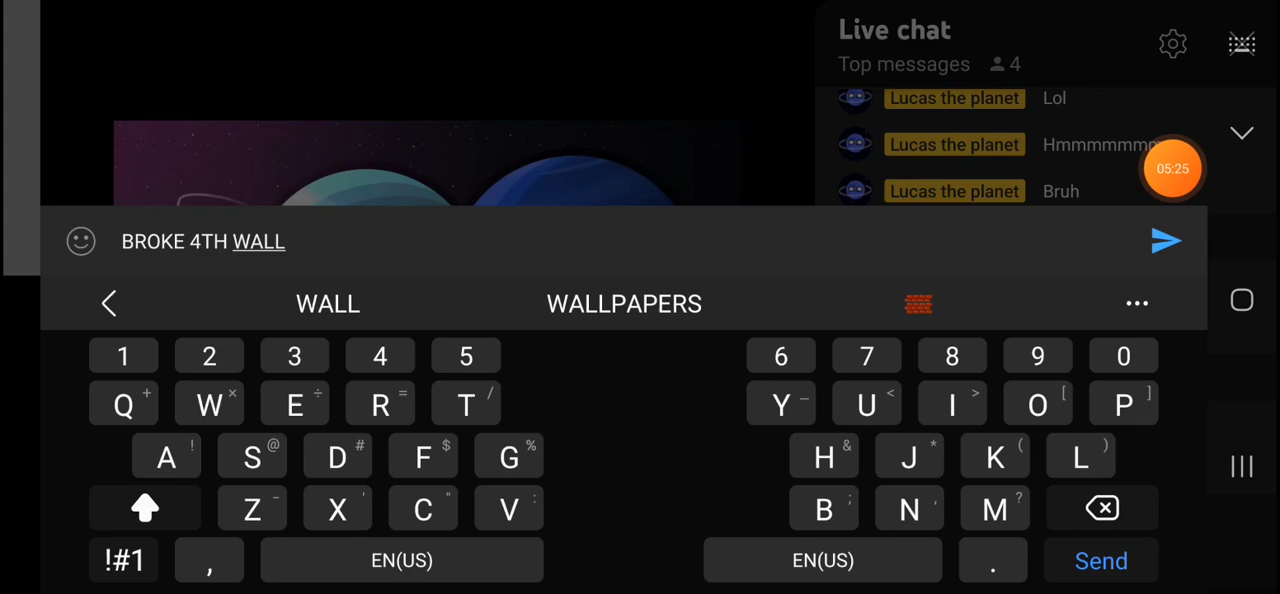 Live chat
Top messages 4
Lucas the planet Lol
Lucas the planet Hmmmmmmm
05:25
Lucas the planet Bruh
BROKE 4TH WALL
WALL WALLPAPERS
1 2 3 4 5 6 7 8 9 0
Q + W × E ÷ R = T / Y _ U < I > O [ P ]
A ! S @ D # F $ G % H & J * K ( L )
Z - X ' C " V : B ; N , M ?
!#1 , EN(US) EN(US) . Send